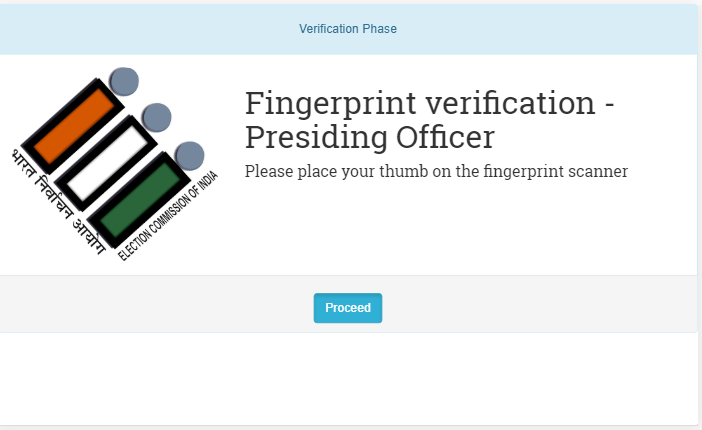 Verification Phase
भारत निर्वाचन आयोग
ELECTION COMMISSION OF INDIA
Fingerprint verification -
Presiding Officer
Please place your thumb on the fingerprint scanner
Proceed